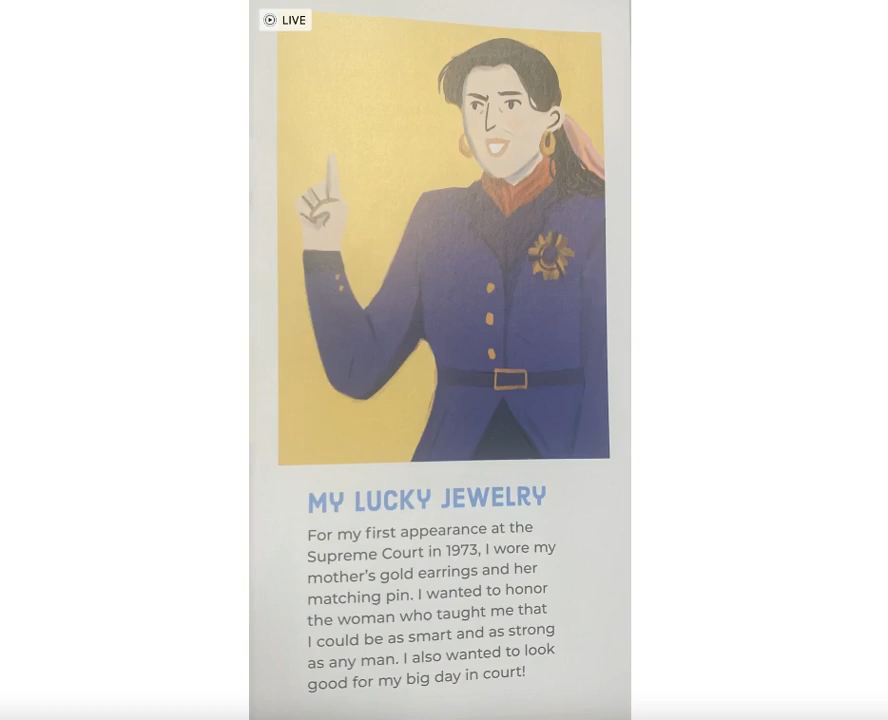 LIVE
MY LUCKY JEWELRY
For my first appearance at the
Supreme Court in 1973, I wore my
mother's gold earrings and her
matching pin. I wanted to honor
the woman who taught me that
I could be as smart and as strong
as any man. I also wanted to look
good for my big day in court!